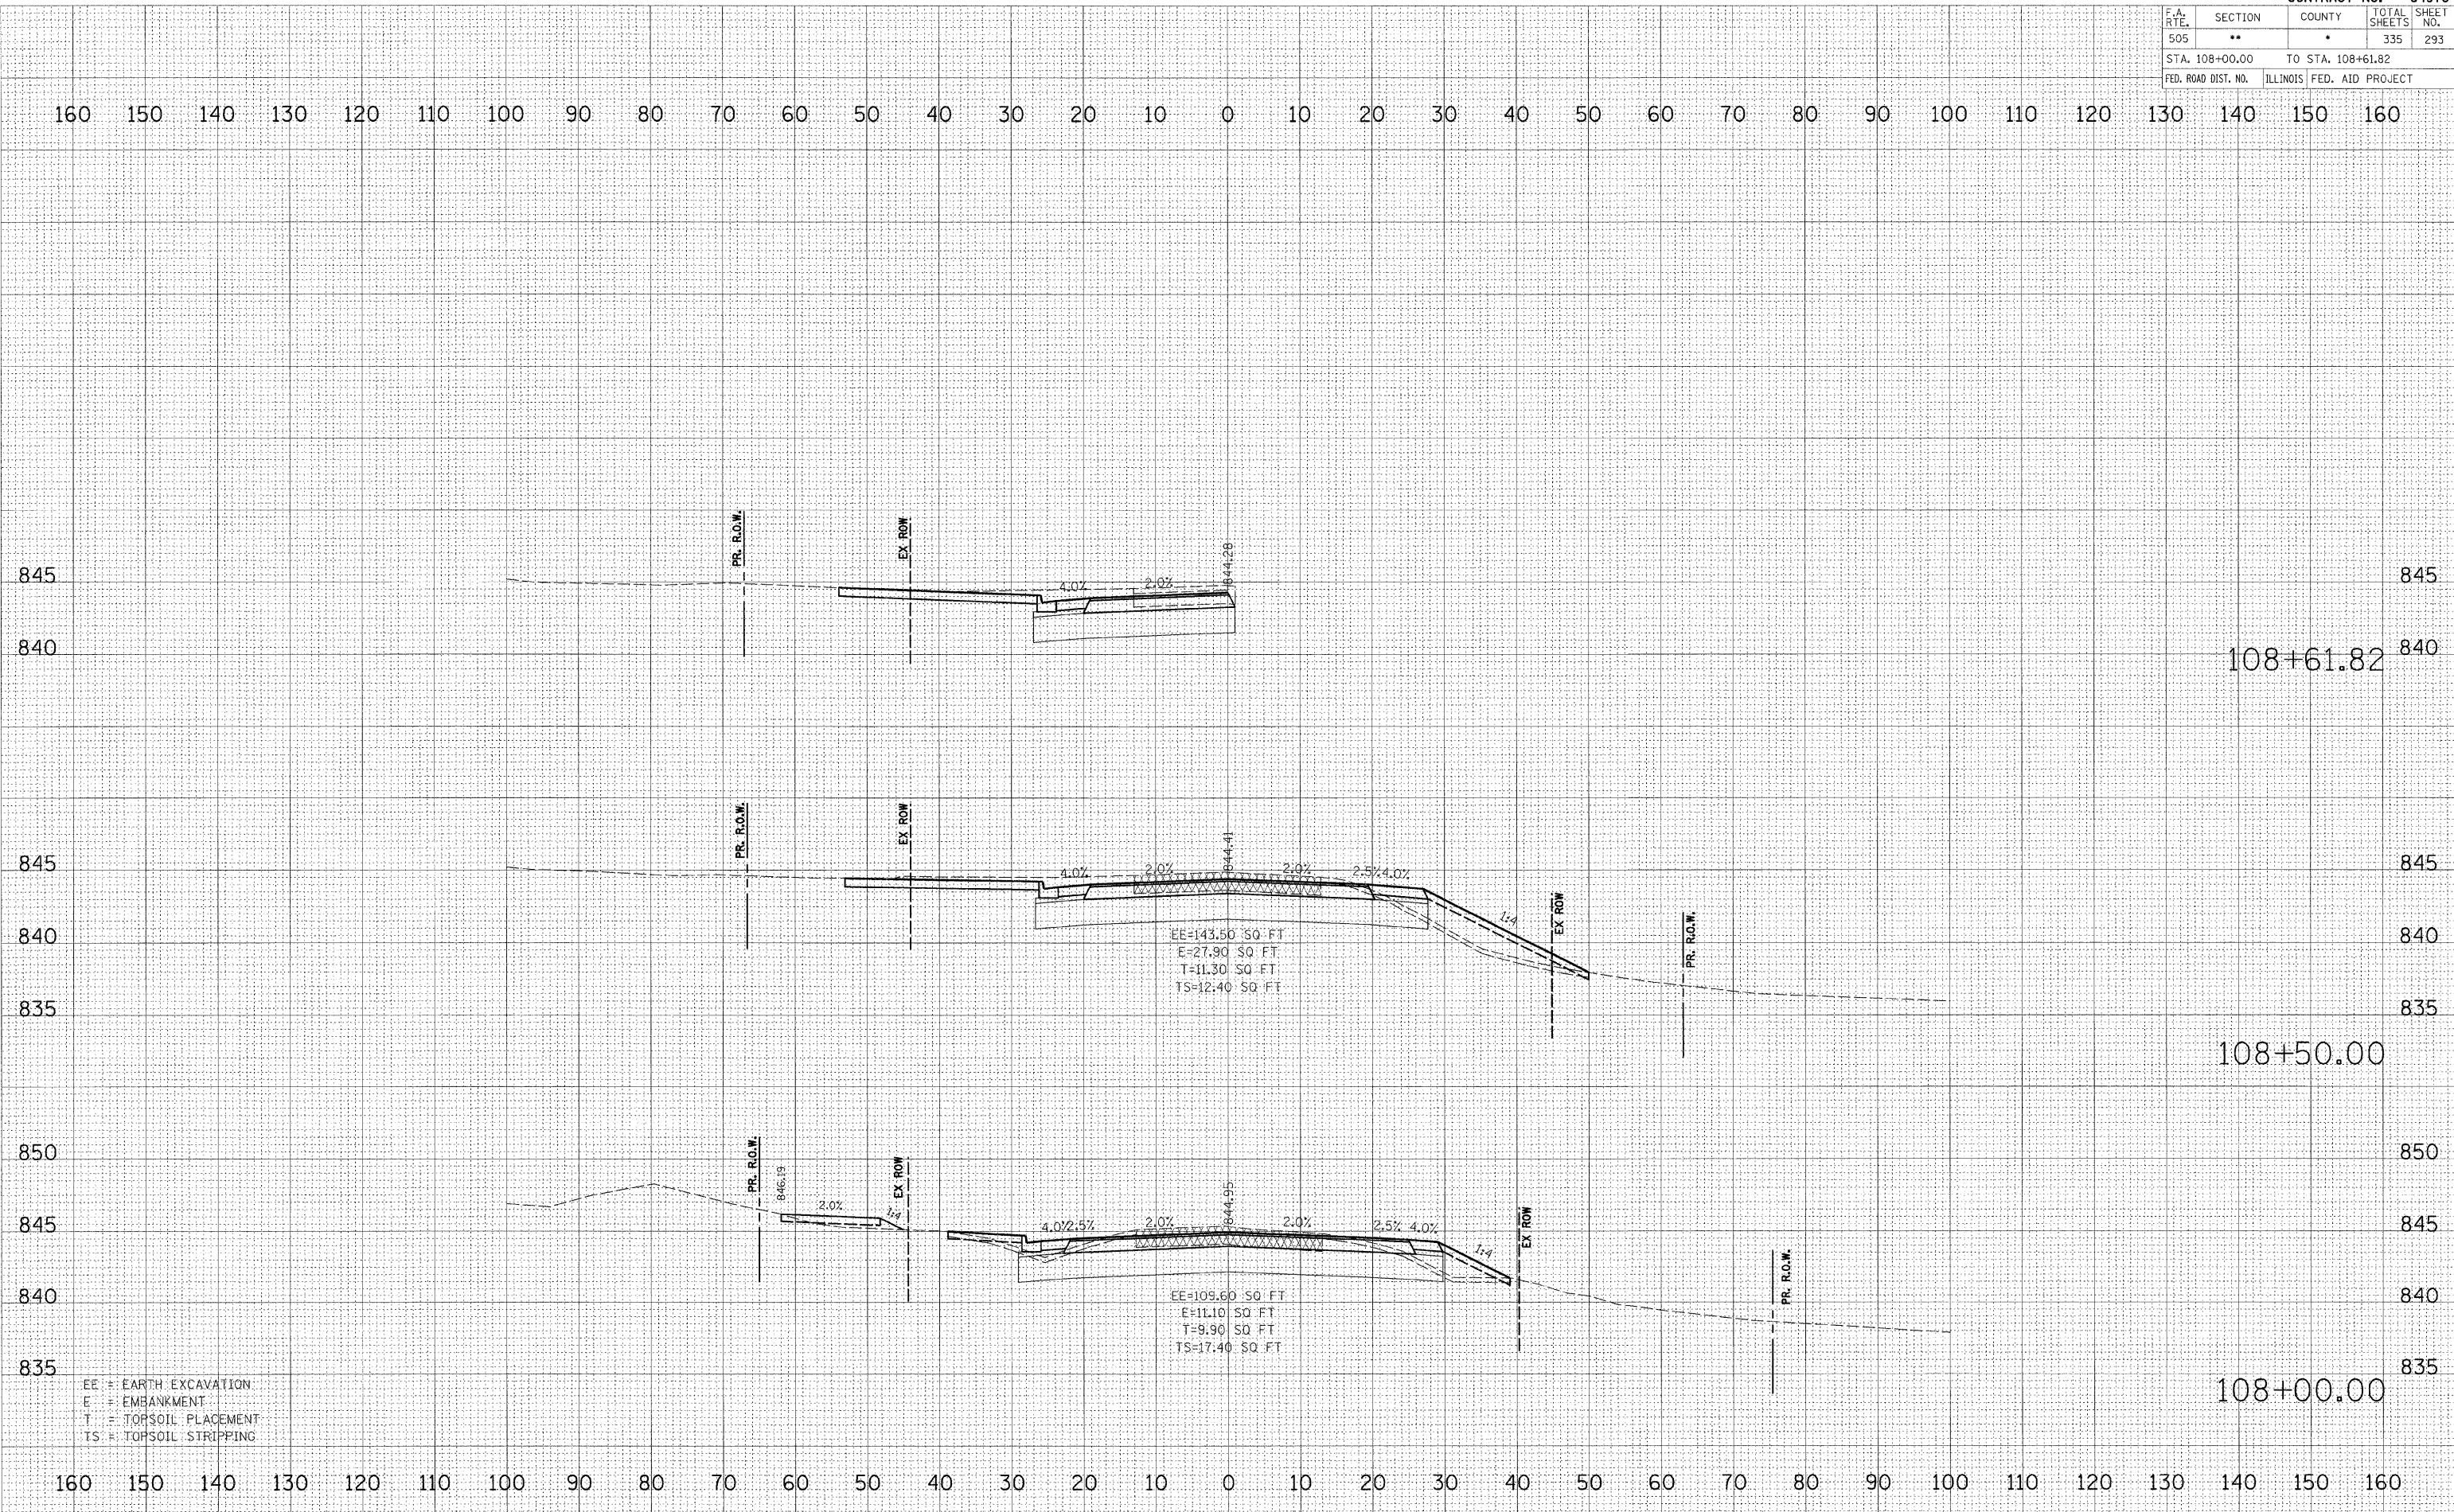 F.A. RTE. SECTION COUNTY TOTAL SHEETS SHEET NO.
505 ** * 335 293
STA. 108+00.00 TO STA. 108+61.82
FED. ROAD DIST. NO. ILLINOIS FED. AID PROJECT
160 150 140 130 120 110 100 90 80 70 60 50 40 30 20 10 0 10 20 30 40 50 60 70 80 90 100 110 120 130 140 150 160
PR. R.O.W.
EX ROW
844.28
845 4.0% 2.0% 845
840 840
108+61.82
PR. R.O.W.
EX ROW
844.41
845 4.0% 2.0% 2.0% 2.5% 4.0% 845
1:4
EX ROW
PR. R.O.W.
840 840
EE=143.50 SQ FT
E=27.90 SQ FT
T=11.30 SQ FT
TS=12.40 SQ FT
835 835
108+50.00
850 850
PR. R.O.W.
846.19
EX ROW
844.95
2.0% 1:4
845 4.0% 2.5% 2.0% 2.0% 2.5% 4.0% 845
1:4
EX ROW
PR. R.O.W.
840 840
EE=109.60 SQ FT
E=11.10 SQ FT
T=9.90 SQ FT
TS=17.40 SQ FT
835 835
108+00.00
EE = EARTH EXCAVATION
E = EMBANKMENT
T = TOPSOIL PLACEMENT
TS = TOPSOIL STRIPPING
160 150 140 130 120 110 100 90 80 70 60 50 40 30 20 10 0 10 20 30 40 50 60 70 80 90 100 110 120 130 140 150 160